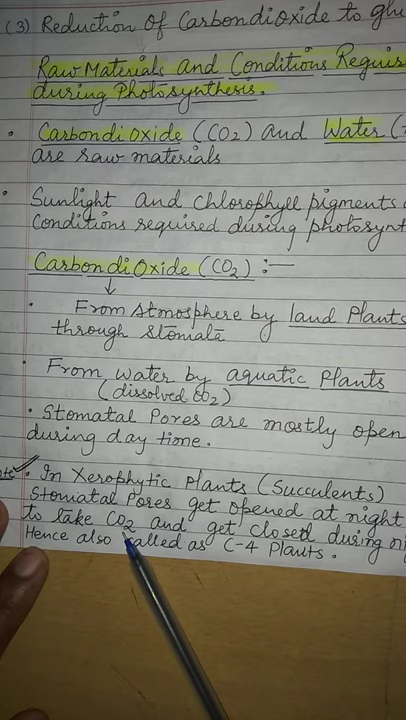 (3) Reduction Of CarbondiOxide to glu
Raw Materials and Conditions Requir
during Photosynthesis.
• Carbondioxide (CO2) and Water (
are raw materials
• Sunlight and Chlorophyll pigments
Conditions required during photosynt
CarbondiOxide (CO2) :—
↓
• From Atmosphere by land Plants
through Stomata
• From water by aquatic Plants
(dissolved CO2)
• Stomatal Pores are mostly open
during day time.
• In Xerophytic Plants (Succulents)
Stomatal Pores get opened at night
to take CO2 and get closed during
Hence also called as C-4 Plants.